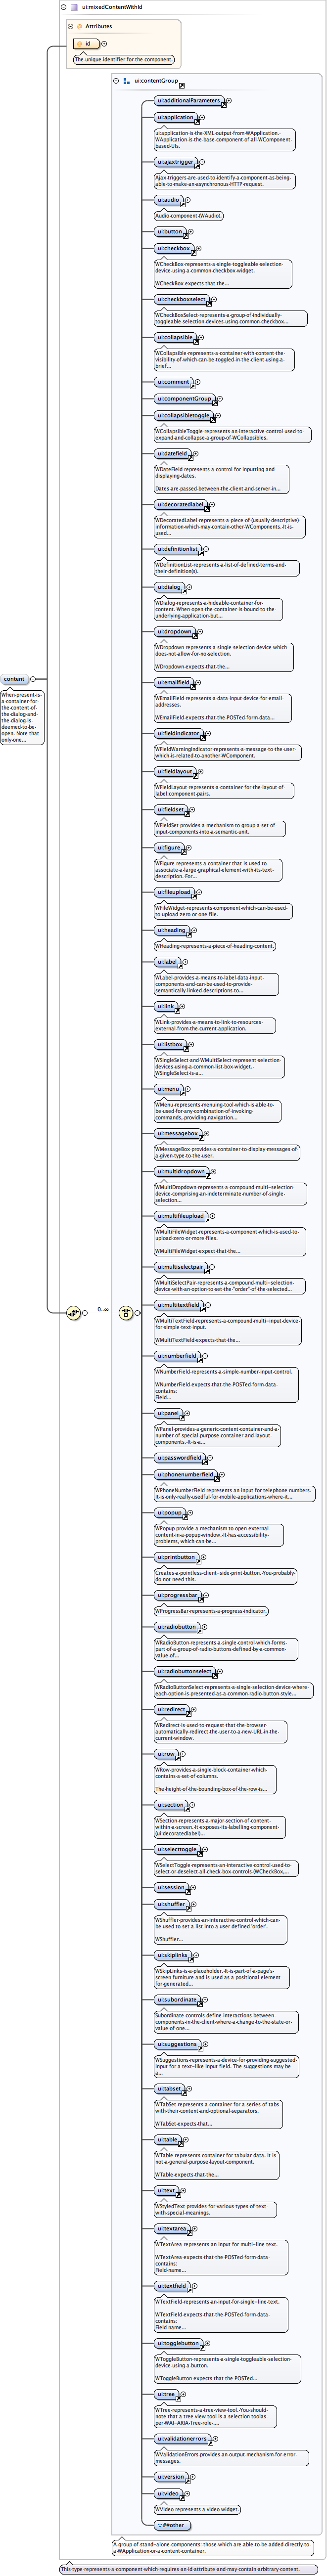 ui:mixedContentWithId
Attributes
id
The unique identifier for the component.
ui:contentGroup
ui:additionalParameters
ui:application
ui:application is the XML output from WApplication.
WApplication is the base component of all WComponent
based UIs.
ui:ajaxtrigger
Ajax triggers are used to identify a component as being
able to make an asynchronous HTTP request.
ui:audio
Audio component (WAudio).
ui:button
ui:checkbox
WCheckBox represents a single toggleable selection
device using a common checkbox widget.
WCheckBox expects that the...
ui:checkboxselect
WCheckBoxSelect represents a group of individually
toggleable selection devices using common checkbox...
ui:collapsible
WCollapsible represents a container with content the
visibility of which can be toggled in the client using a
brief...
ui:comment
ui:componentGroup
ui:collapsibletoggle
WCollapsibleToggle represents an interactive control used to
expand and collapse a group of WCollapsibles.
ui:datefield
WDateField represents a control for inputting and
displaying dates.
Dates are passed between the client and server in...
ui:decoratedlabel
WDecoratedLabel represents a piece of (usually descriptive)
information which may contain other WComponents. It is
used...
ui:definitionlist
WDefinitionList represents a list of defined terms and
their definition(s).
ui:dialog
WDialog represents a hideable container for
content. When open the container is bound to the
underlying application but...
ui:dropdown
WDropdown represents a single selection device which
does not allow for no selection.
WDropdown expects that the...
content
When present is
a container for
the content of
the dialog and
the dialog is
deemed to be
open. Note that
only one...
ui:emailfield
WEmailField represents a data input device for email
addresses.
WEmailField expects that the POSTed form data...
ui:fieldindicator
WFieldWarningIndicator represents a message to the user
which is related to another WComponent.
ui:fieldlayout
WFieldLayout represents a container for the layout of
label:component pairs.
ui:fieldset
WFieldSet provides a mechanism to group a set of
input components into a semantic unit.
ui:figure
WFigure represents a container that is used to
associate a large graphical element with its text
description. For...
ui:fileupload
WFileWidget represents component which can be used
to upload zero or one file.
ui:heading
WHeading represents a piece of heading content.
ui:label
WLabel provides a means to label data input
components and can be used to provide
semantically linked descriptions to...
ui:link
WLink provides a means to link to resources
external from the current application.
ui:listbox
WSingleSelect and WMultiSelect represent selection
devices using a common list box widget.
WSingleSelect is a...
ui:menu
WMenu represents menuing tool which is able to
be used for any combination of invoking
commands, providing navigation...
ui:messagebox
WMessageBox provides a container to display messages of
a given type to the user.
ui:multidropdown
WMultiDropdown represents a compound multi-selection
device comprising an indeterminate number of single
selection...
ui:multifileupload
WMultiFileWidget represents a component which is used to
upload zero or more files.
WMultiFileWidget expect that the...
ui:multiselectpair
WMultiSelectPair represents a compound multi-selection
device with an option to set the "order" of the selected...
0..∞
ui:multitextfield
WMultiTextField represents a compound multi-input device
for simple text input.
WMultiTextField expects that the...
ui:numberfield
WNumberField represents a simple number input control.
WNumberField expects that the POSTed form data
contains:
Field...
ui:panel
WPanel provides a generic content container and a
number of special purpose container and layout
components. It is a...
ui:passwordfield
ui:phonenumberfield
WPhoneNumberField represents an input for telephone numbers.
It is only really usedful for mobile applications where it...
ui:popup
WPopup provide a mechanism to open external
content in a popup window. It has accessibility
problems, which can be...
ui:printbutton
Creates a pointless client-side print button. You probably
do not need this.
ui:progressbar
WProgressBar represents a progress indicator.
ui:radiobutton
WRadioButton represents a single control which forms
part of a group of radio buttons defined by a common
value of...
ui:radiobuttonselect
WRadioButtonSelect represents a single selection device where
each option is presented as a common radio button style...
ui:redirect
WRedirect is used to request that the browser
automatically redirect the user to a new URL in the
current window.
ui:row
WRow provides a single block container which
contains a set of columns.
The height of the bounding box of the row is...
ui:section
WSection represents a major section of content
within a screen. It exposes its labelling component
(ui:decoratedlabel)...
ui:selecttoggle
WSelectToggle represents an interactive control used to
select or deselect all check box controls (WCheckBox,...
ui:session
ui:shuffler
WShuffler provides an interactive control which can
be used to set a list into a user defined 'order'.
WShuffler...
ui:skiplinks
WSkipLinks is a placeholder. It is part of a page's
screen furniture and is used as a positional element
for generated...
ui:subordinate
Subordinate controls define interactions between
components in the client where a change to the state or
value of one...
ui:suggestions
WSuggestions represents a device for providing suggested
input for a text-like input field. The suggestions may be
a...
ui:tabset
WTabSet represents a container for a series of tabs
with their content and optional separators.
WTabSet expects that...
ui:table
WTable represents container for tabular data. It is
not a general purpose layout component.
WTable expects that the...
ui:text
WStyledText provides for various types of text
with special meanings.
ui:textarea
WTextArea represents an input for multi-line text.
WTextArea expects that the POSTed form data
contains:
Field name...
ui:textfield
WTextField represents an input for single-line text.
WTextField expects that the POSTed form data
contains:
Field name...
ui:togglebutton
WToggleButton represents a single toggleable selection
device using a button.
WToggleButton expects that the POSTed...
ui:tree
WTree represents a tree view tool. You should
note that a tree view tool is a selection toolas
per WAI-ARIA Tree role ....
ui:validationerrors
WValidationErrors provides an output mechanism for error
messages.
ui:version
ui:video
WVideo represents a video widget.
##other
A group of stand-alone components: those which are able to be added directly to
a WApplication or a content container.
This type represents a component which requires an id attribute and may contain arbitrary content.